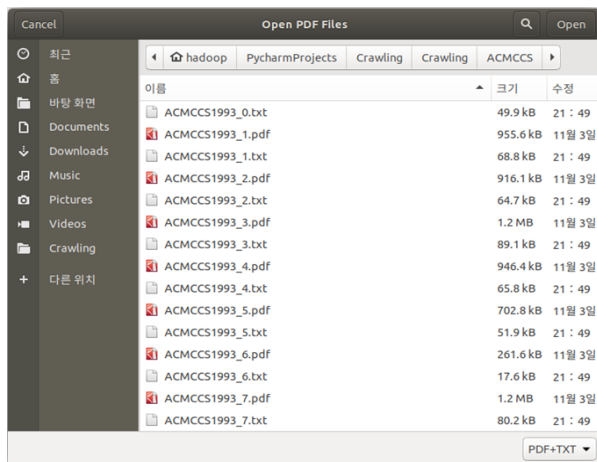 Cancel Open PDF Files Open
최근
홈
바탕 화면
Documents
Downloads
Music
Pictures
Videos
Crawling
+ 다른 위치
hadoop PycharmProjects Crawling Crawling ACMCCS
이름 크기 수정
ACMCCS1993_0.txt 49.9 kB 21 : 49
ACMCCS1993_1.pdf 955.6 kB 11월 3일
ACMCCS1993_1.txt 68.8 kB 21 : 49
ACMCCS1993_2.pdf 916.1 kB 11월 3일
ACMCCS1993_2.txt 64.7 kB 21 : 49
ACMCCS1993_3.pdf 1.2 MB 11월 3일
ACMCCS1993_3.txt 89.1 kB 21 : 49
ACMCCS1993_4.pdf 946.4 kB 11월 3일
ACMCCS1993_4.txt 65.8 kB 21 : 49
ACMCCS1993_5.pdf 702.8 kB 11월 3일
ACMCCS1993_5.txt 51.9 kB 21 : 49
ACMCCS1993_6.pdf 261.6 kB 11월 3일
ACMCCS1993_6.txt 17.6 kB 21 : 49
ACMCCS1993_7.pdf 1.2 MB 11월 3일
ACMCCS1993_7.txt 80.2 kB 21 : 49
PDF+TXT